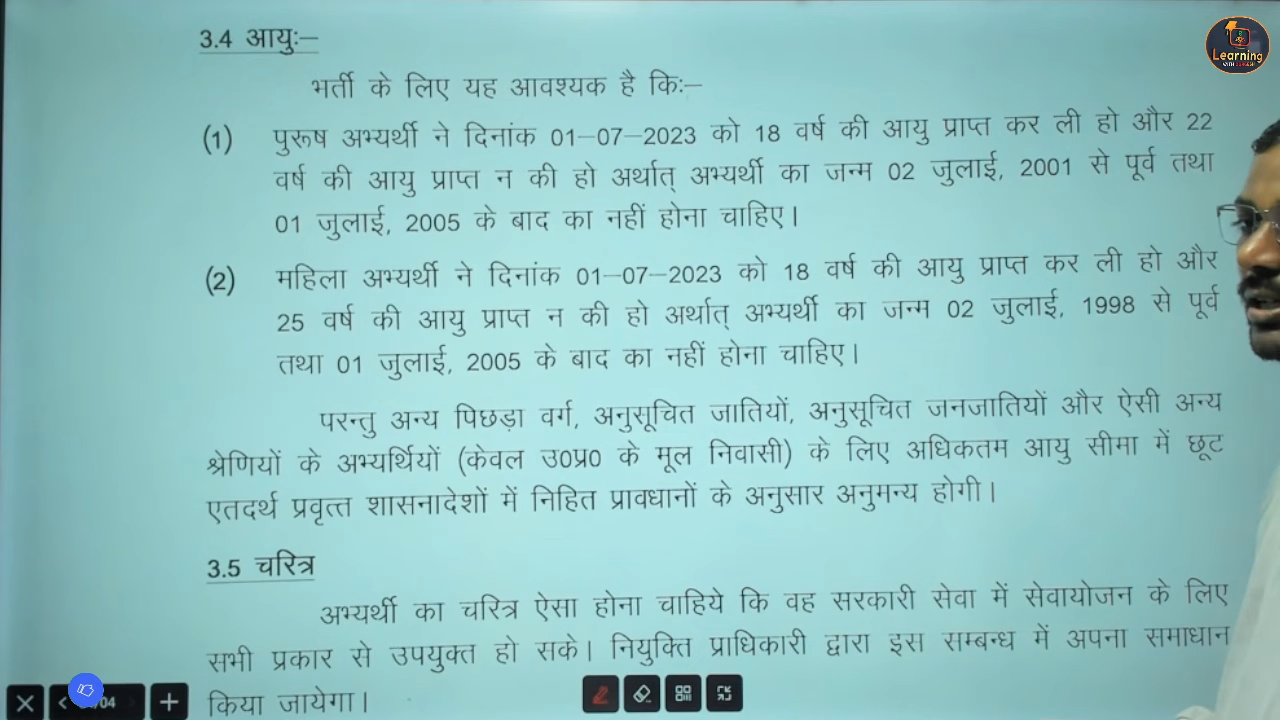 Learning
3.4 आयुः–
भर्ती के लिए यह आवश्यक है किः–
(1) पुरूष अभ्यर्थी ने दिनांक 01–07–2023 को 18 वर्ष की आयु प्राप्त कर ली हो और 22
वर्ष की आयु प्राप्त न की हो अर्थात् अभ्यर्थी का जन्म 02 जुलाई, 2001 से पूर्व तथा
01 जुलाई, 2005 के बाद का नहीं होना चाहिए।
(2) महिला अभ्यर्थी ने दिनांक 01–07–2023 को 18 वर्ष की आयु प्राप्त कर ली हो और
25 वर्ष की आयु प्राप्त न की हो अर्थात् अभ्यर्थी का जन्म 02 जुलाई, 1998 से पूर्व
तथा 01 जुलाई, 2005 के बाद का नहीं होना चाहिए।
परन्तु अन्य पिछड़ा वर्ग, अनुसूचित जातियों, अनुसूचित जनजातियों और ऐसी अन्य
श्रेणियों के अभ्यर्थियों (केवल उ0प्र0 के मूल निवासी) के लिए अधिकतम आयु सीमा में छूट
एतदर्थ प्रवृत्त शासनादेशों में निहित प्रावधानों के अनुसार अनुमन्य होगी।
3.5 चरित्र
अभ्यर्थी का चरित्र ऐसा होना चाहिये कि वह सरकारी सेवा में सेवायोजन के लिए
सभी प्रकार से उपयुक्त हो सके। नियुक्ति प्राधिकारी द्वारा इस सम्बन्ध में अपना समाधान
किया जायेगा।
/04